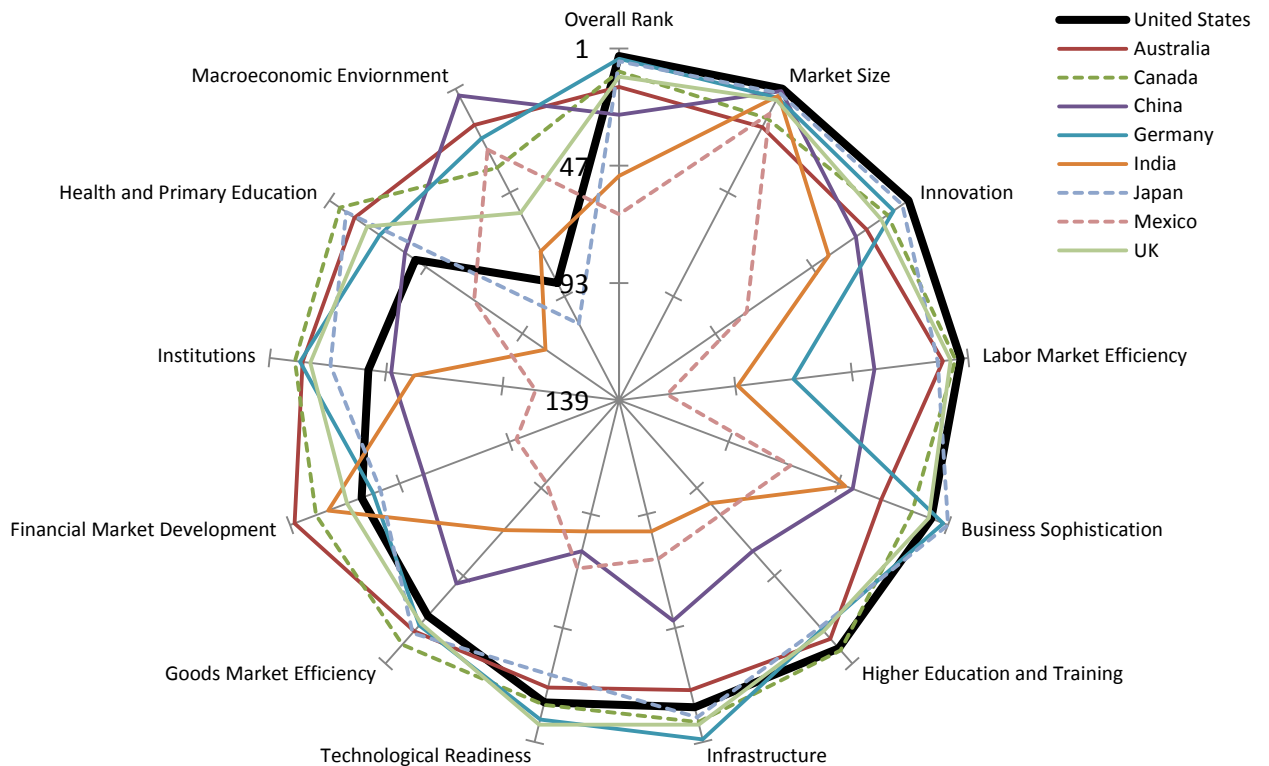 Overall Rank
1
47
93
139
Market Size
Innovation
Labor Market Efficiency
Business Sophistication
Higher Education and Training
Infrastructure
Technological Readiness
Goods Market Efficiency
Financial Market Development
Institutions
Health and Primary Education
Macroeconomic Enviornment
United States
Australia
Canada
China
Germany
India
Japan
Mexico
UK